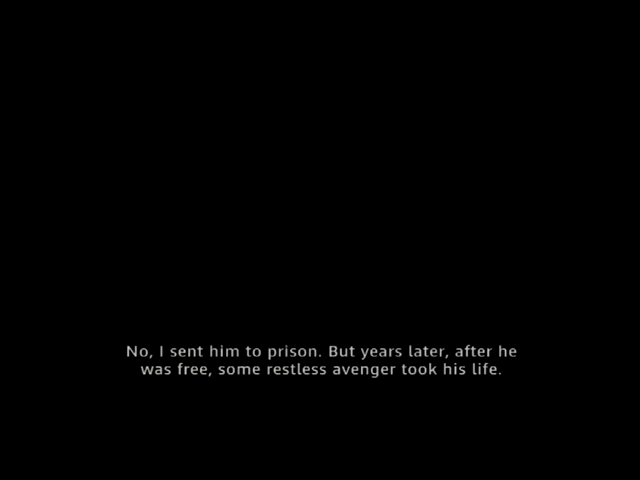 No, I sent him to prison. But years later, after he
was free, some restless avenger took his life.